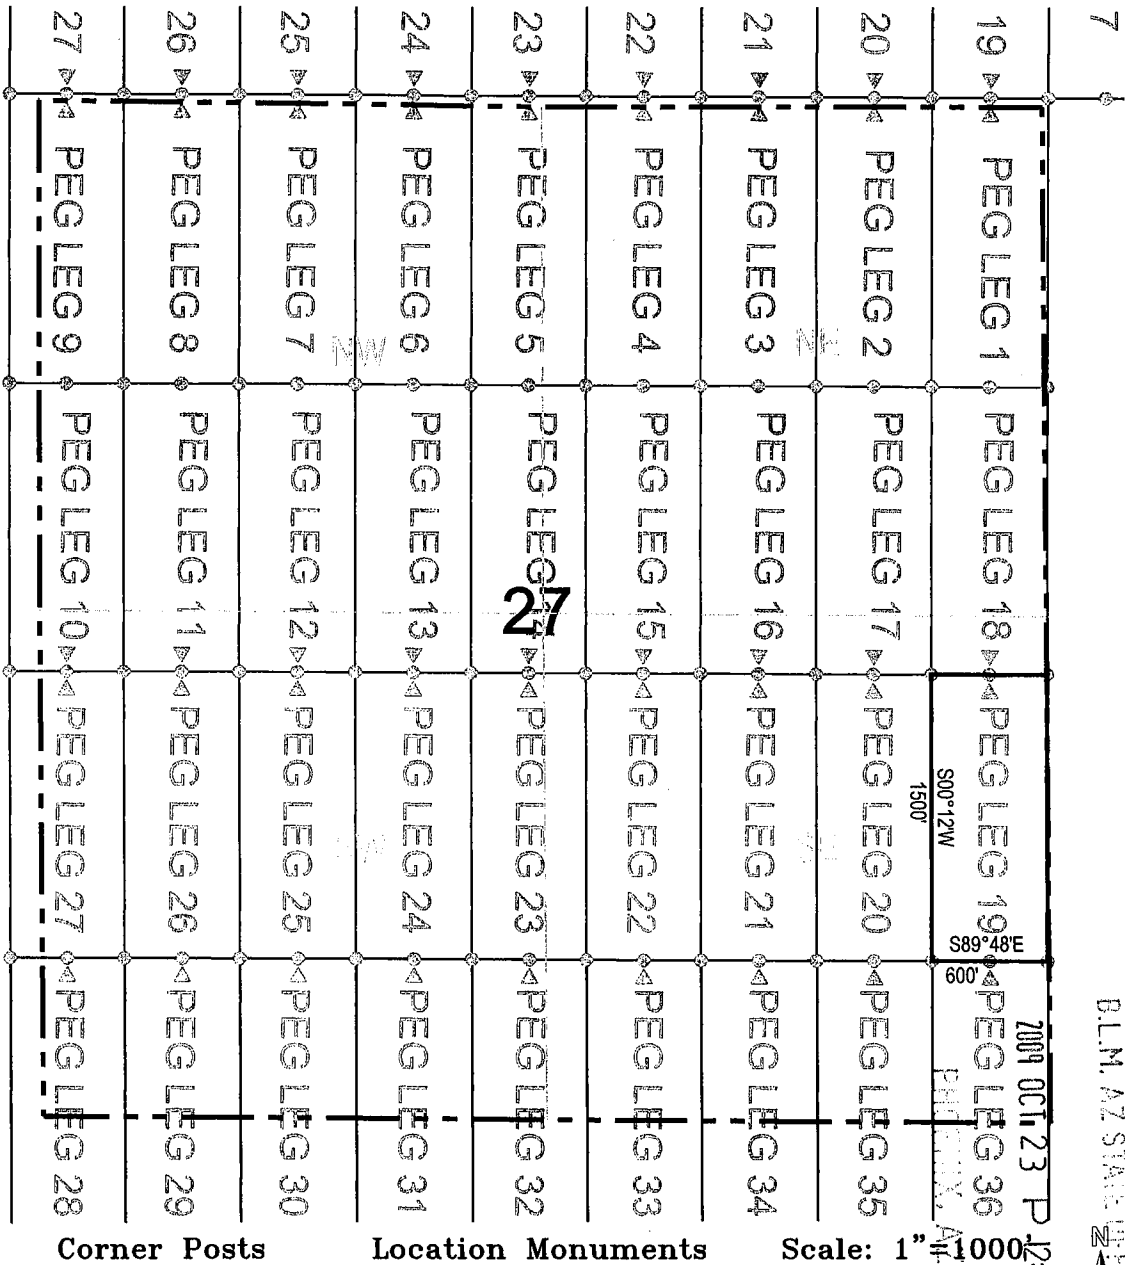 27 26 25 24 23 22 21 20 19 7
PEG LEG 9
PEG LEG 8
PEG LEG 7
PEG LEG 6
PEG LEG 5
PEG LEG 4
PEG LEG 3
PEG LEG 2
PEG LEG 1
NW
NE
PEG LEG 10
PEG LEG 11
PEG LEG 12
PEG LEG 13
PEG LEG 14
PEG LEG 15
PEG LEG 16
PEG LEG 17
PEG LEG 18
27
PEG LEG 27
PEG LEG 26
PEG LEG 25
PEG LEG 24
PEG LEG 23
PEG LEG 22
PEG LEG 21
PEG LEG 20
PEG LEG 19
SW
SE
S00°12'W
1500'
S89°48'E
600'
PEG LEG 28
PEG LEG 29
PEG LEG 30
PEG LEG 31
PEG LEG 32
PEG LEG 33
PEG LEG 34
PEG LEG 35
PEG LEG 36
B.L.M. AZ STATE
2009 OCT 23 P 12:
N
Corner Posts Location Monuments Scale: 1"=1000'